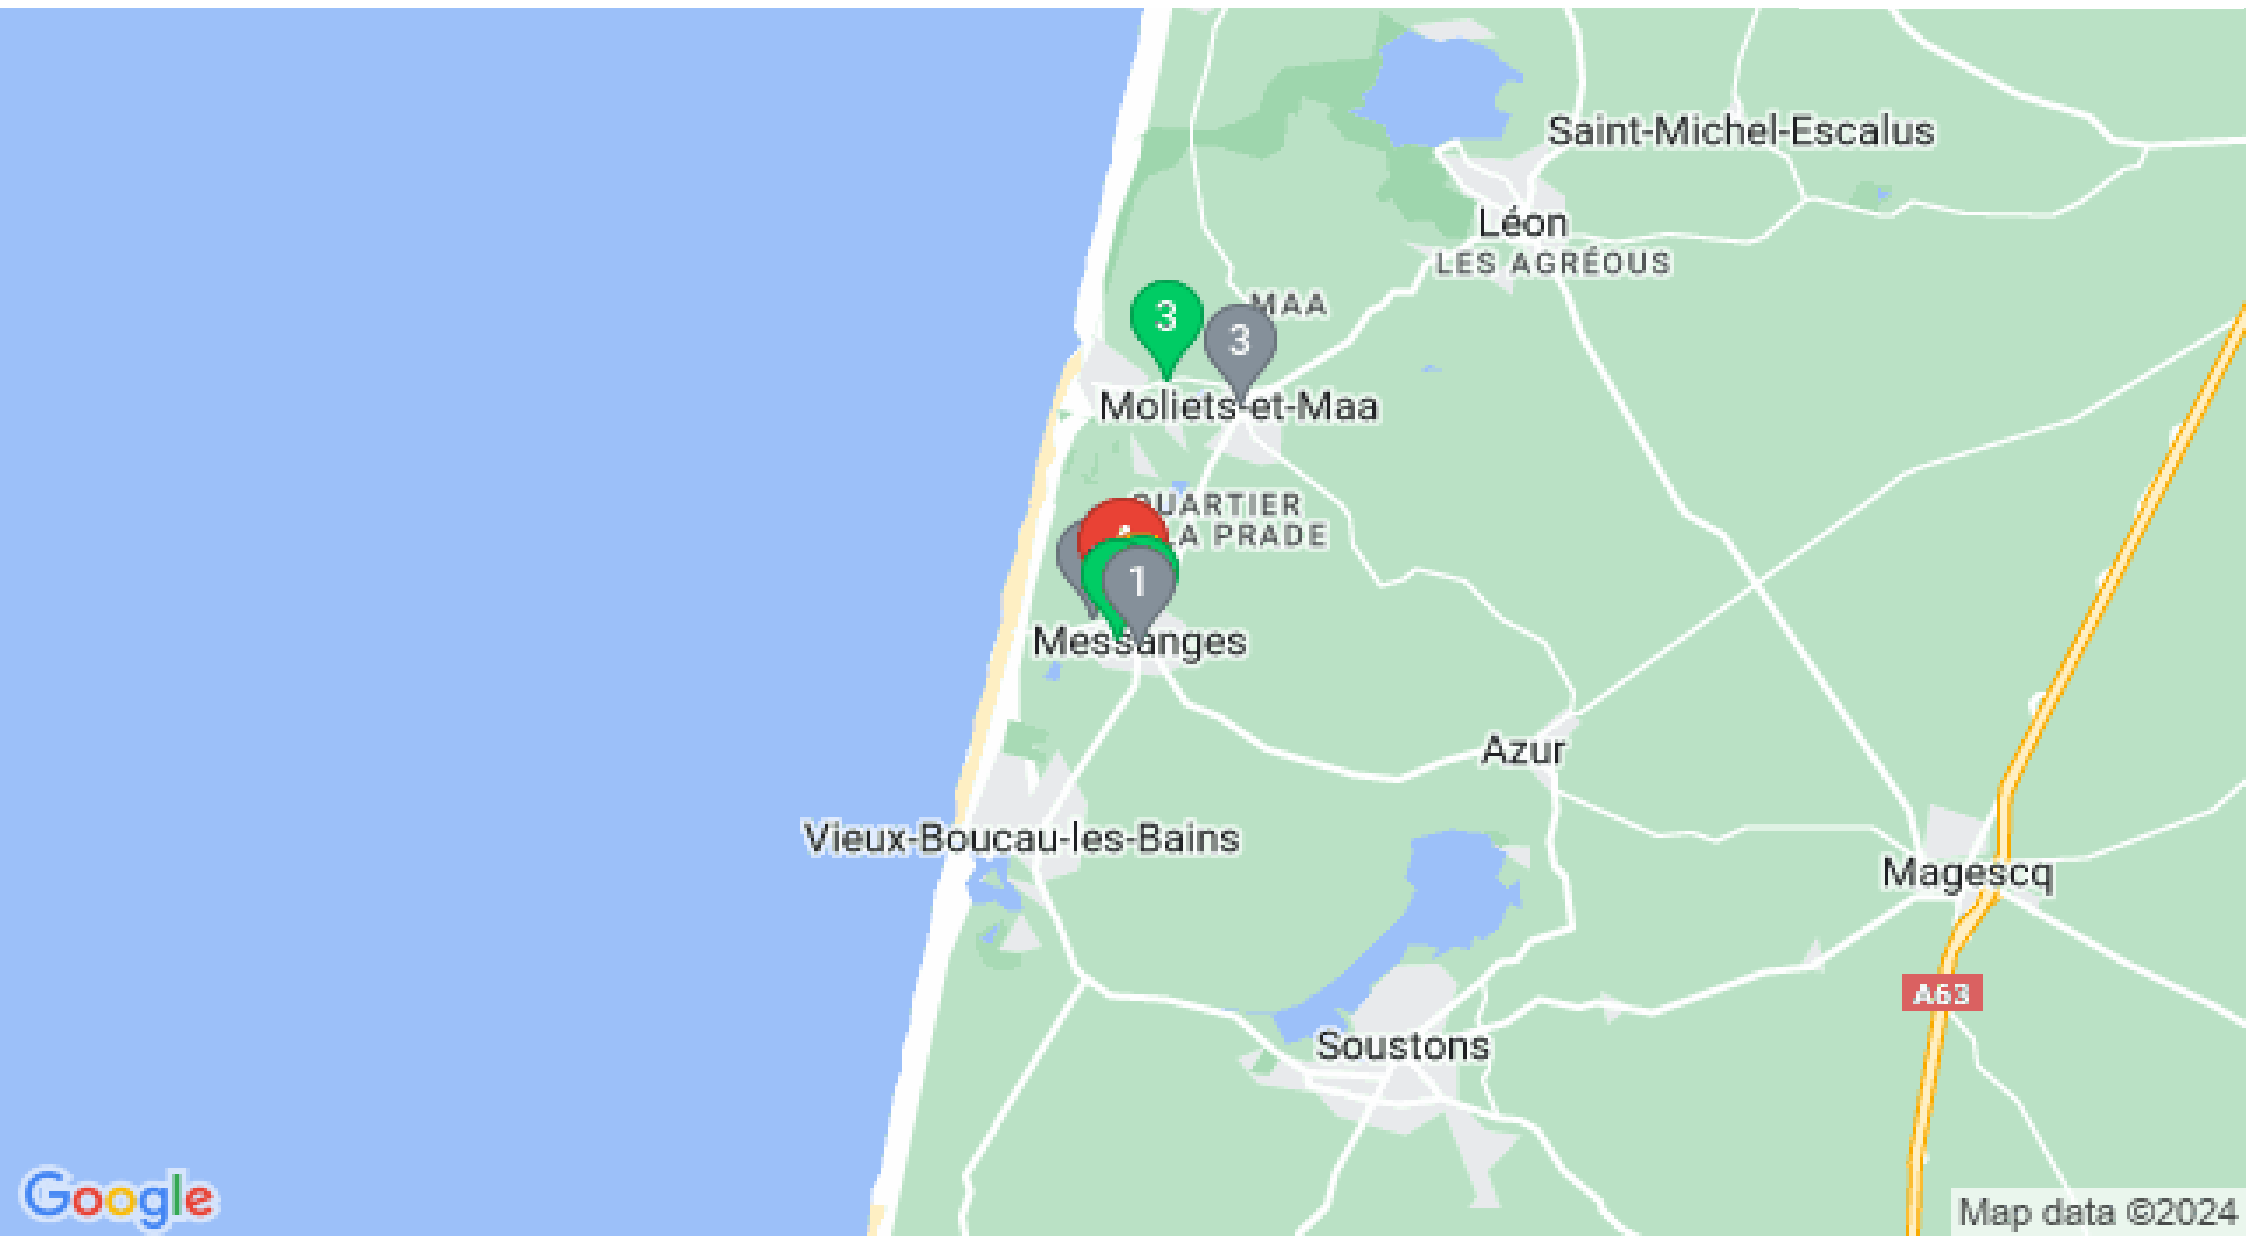 Saint-Michel-Escalus
Léon
LES AGRÉOUS
MAA
3
3
Moliets-et-Maa
QUARTIER
LA PRADE
1
Messanges
Azur
Vieux-Boucau-les-Bains
Magescq
A63
Soustons
Google
Map data ©2024